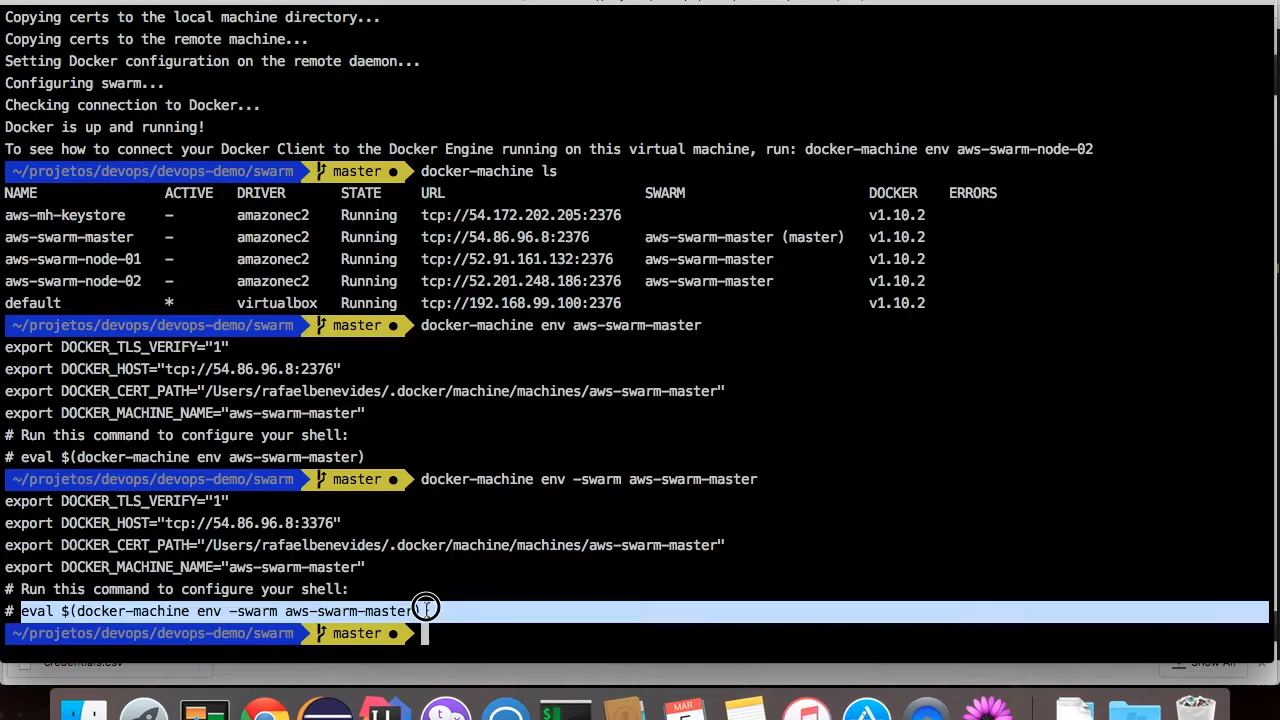 Copying certs to the local machine directory...
Copying certs to the remote machine...
Setting Docker configuration on the remote daemon...
Configuring swarm...
Checking connection to Docker...
Docker is up and running!
To see how to connect your Docker Client to the Docker Engine running on this virtual machine, run: docker-machine env aws-swarm-node-02
~/projetos/devops/devops-demo/swarm master ● docker-machine ls
NAME ACTIVE DRIVER STATE URL SWARM DOCKER ERRORS
aws-mh-keystore - amazonec2 Running tcp://54.172.202.205:2376 v1.10.2
aws-swarm-master - amazonec2 Running tcp://54.86.96.8:2376 aws-swarm-master (master) v1.10.2
aws-swarm-node-01 - amazonec2 Running tcp://52.91.161.132:2376 aws-swarm-master v1.10.2
aws-swarm-node-02 - amazonec2 Running tcp://52.201.248.186:2376 aws-swarm-master v1.10.2
default * virtualbox Running tcp://192.168.99.100:2376 v1.10.2
~/projetos/devops/devops-demo/swarm master ● docker-machine env aws-swarm-master
export DOCKER_TLS_VERIFY="1"
export DOCKER_HOST="tcp://54.86.96.8:2376"
export DOCKER_CERT_PATH="/Users/rafaelbenevides/.docker/machine/machines/aws-swarm-master"
export DOCKER_MACHINE_NAME="aws-swarm-master"
# Run this command to configure your shell:
# eval $(docker-machine env aws-swarm-master)
~/projetos/devops/devops-demo/swarm master ● docker-machine env -swarm aws-swarm-master
export DOCKER_TLS_VERIFY="1"
export DOCKER_HOST="tcp://54.86.96.8:3376"
export DOCKER_CERT_PATH="/Users/rafaelbenevides/.docker/machine/machines/aws-swarm-master"
export DOCKER_MACHINE_NAME="aws-swarm-master"
# Run this command to configure your shell:
# eval $(docker-machine env -swarm aws-swarm-master)
~/projetos/devops/devops-demo/swarm master ●
credentials.csv
Show All
MAR